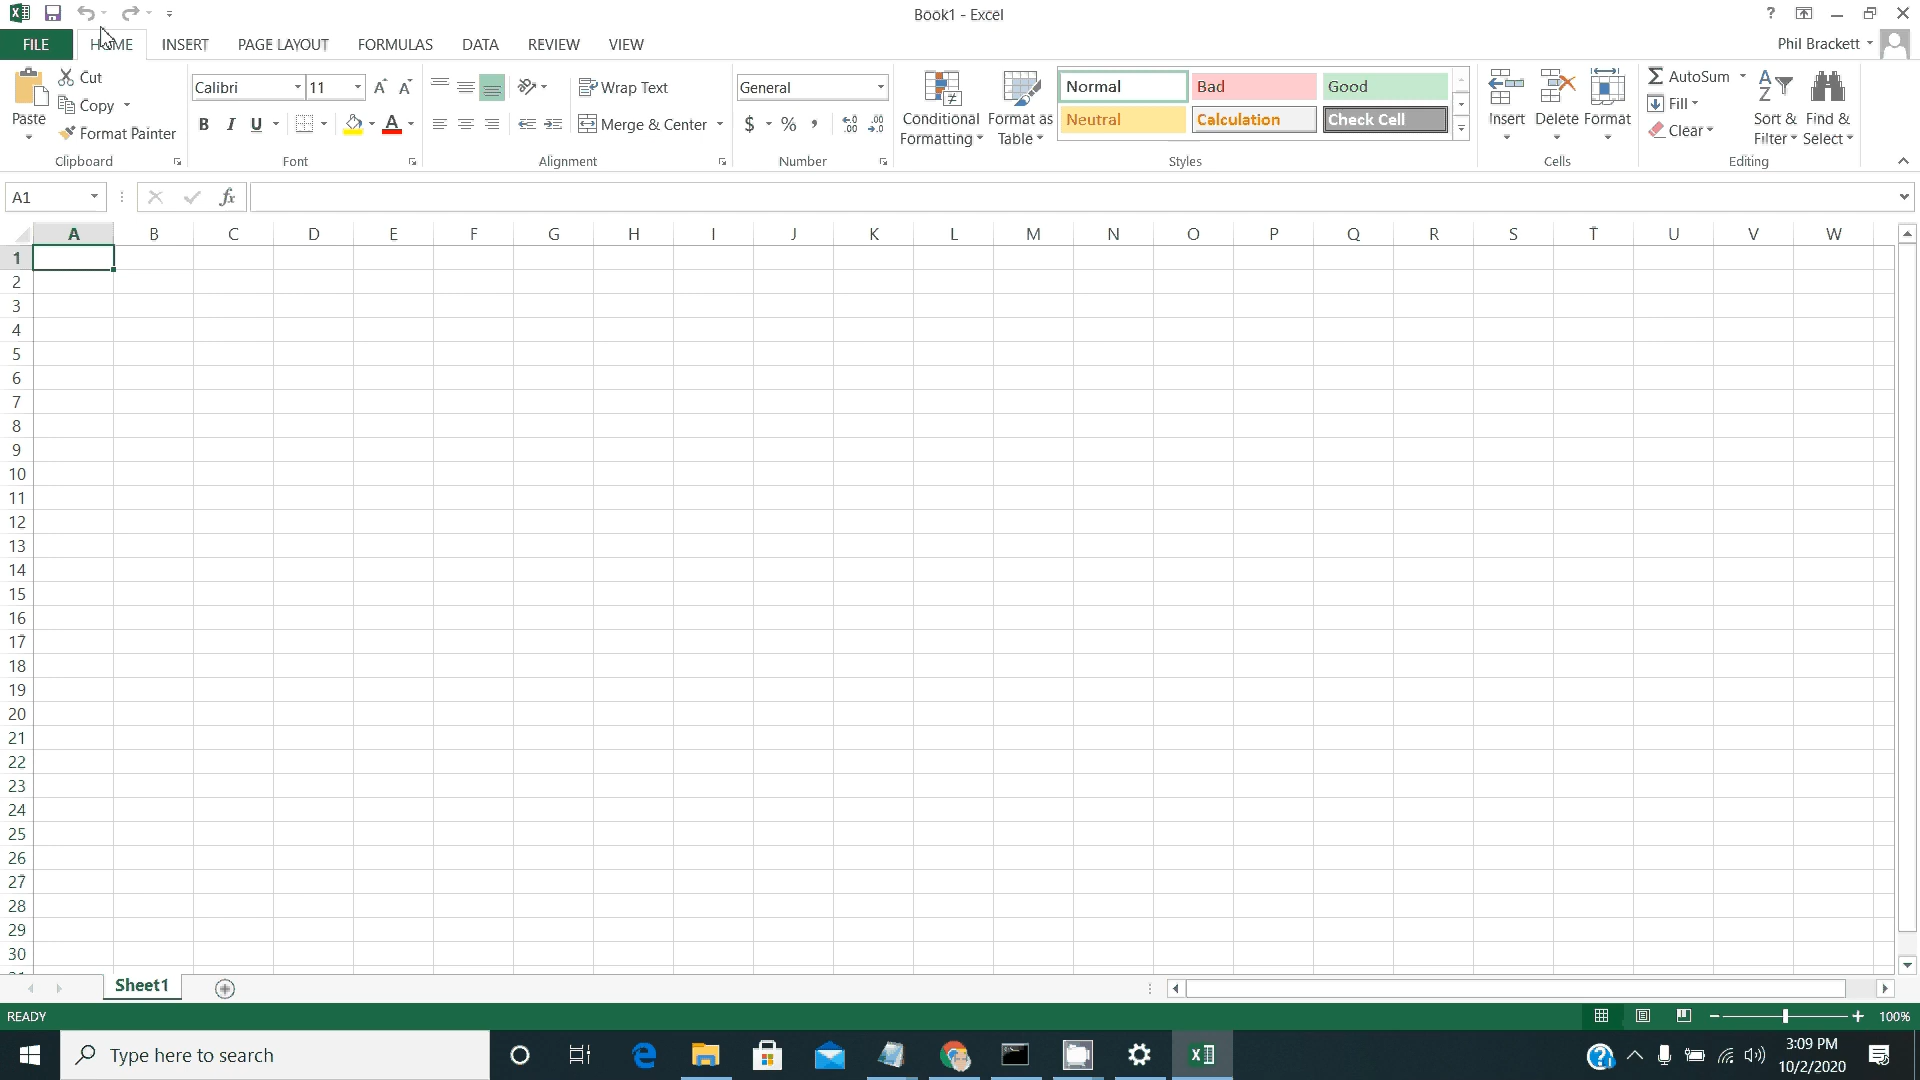 Book1 - Excel
?
FILE HOME INSERT PAGE LAYOUT FORMULAS DATA REVIEW VIEW
Phil Brackett
Paste
Cut
Copy
Format Painter
Clipboard
Calibri 11
B I U
Font
Wrap Text
Merge & Center
Alignment
General
$ % ,
Number
Conditional Formatting
Format as Table
Normal Bad Good
Neutral Calculation Check Cell
Styles
Insert Delete Format
Cells
AutoSum
Fill
Clear
Sort & Filter
Find & Select
Editing
A1
fx
A B C D E F G H I J K L M N O P Q R S T U V W
1
2
3
4
5
6
7
8
9
10
11
12
13
14
15
16
17
18
19
20
21
22
23
24
25
26
27
28
29
30
Sheet1
READY
100%
Type here to search
3:09 PM
10/2/2020